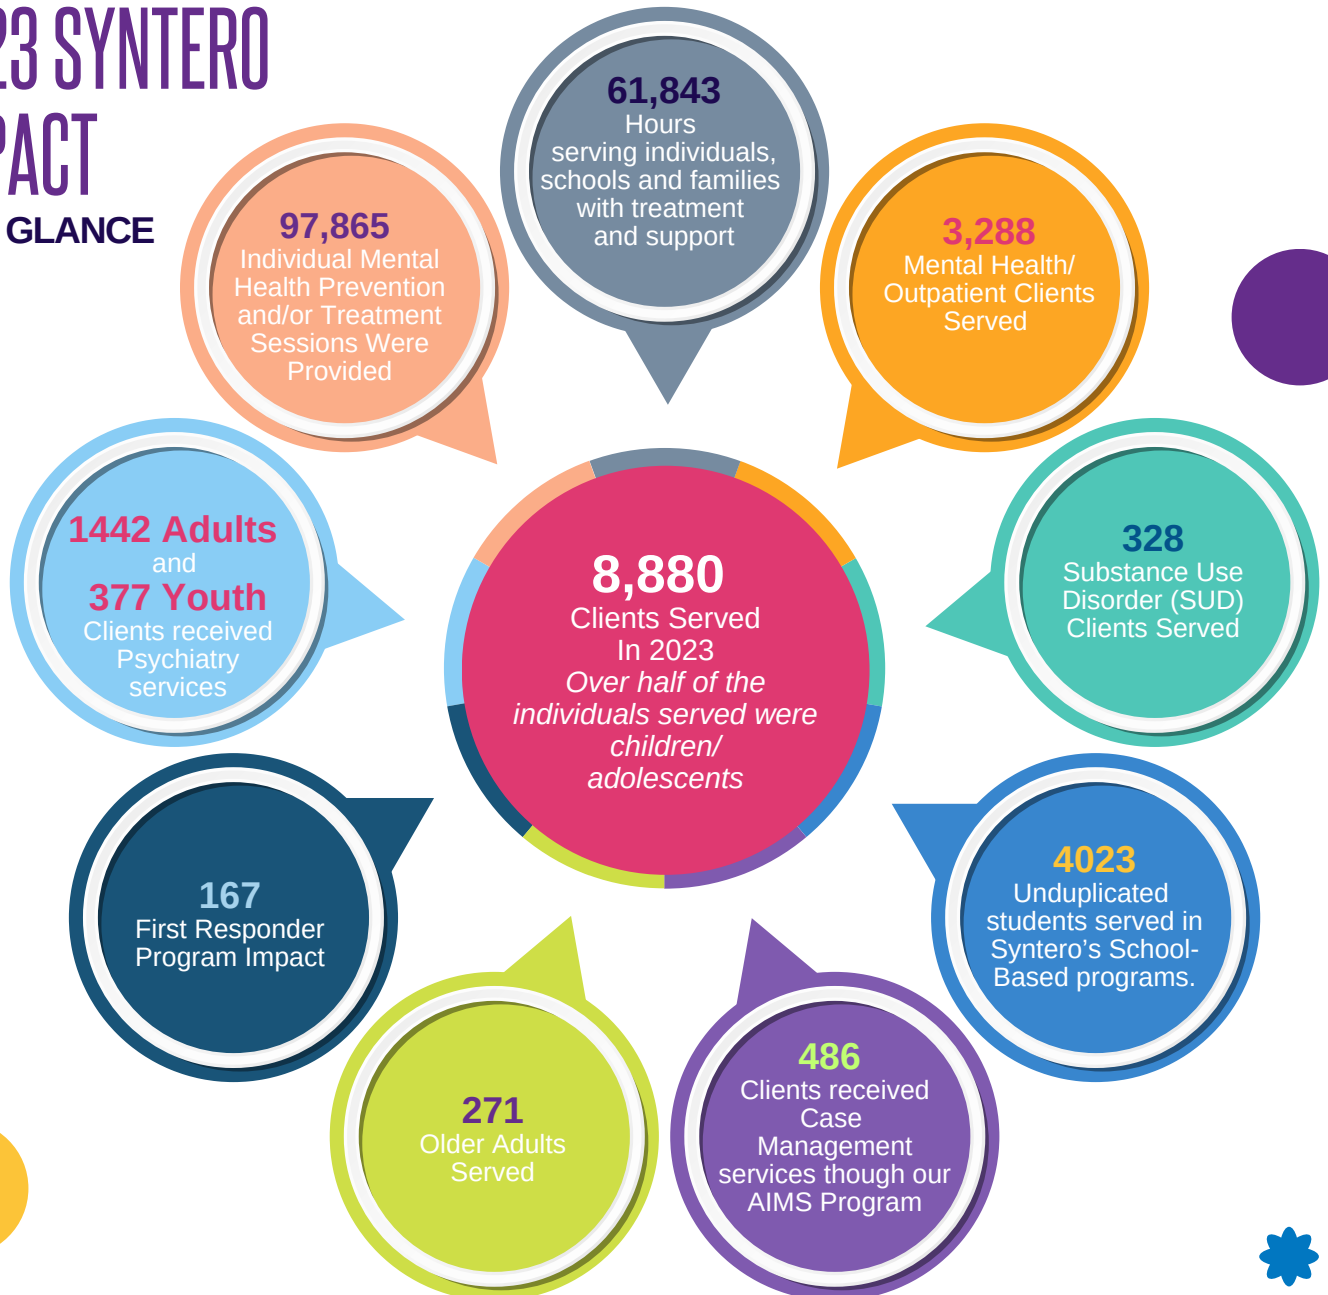 23 SYNTERO
PACT
GLANCE
61,843
Hours
serving individuals,
schools and families
with treatment
and support
97,865
Individual Mental
Health Prevention
and/or Treatment
Sessions Were
Provided
3,288
Mental Health/
Outpatient Clients
Served
1442 Adults
and
377 Youth
Clients received
Psychiatry
services
8,880
Clients Served
In 2023
Over half of the
individuals served were
children/
adolescents
328
Substance Use
Disorder (SUD)
Clients Served
167
First Responder
Program Impact
4023
Unduplicated
students served in
Syntero’s School-
Based programs.
271
Older Adults
Served
486
Clients received
Case
Management
services though our
AIMS Program